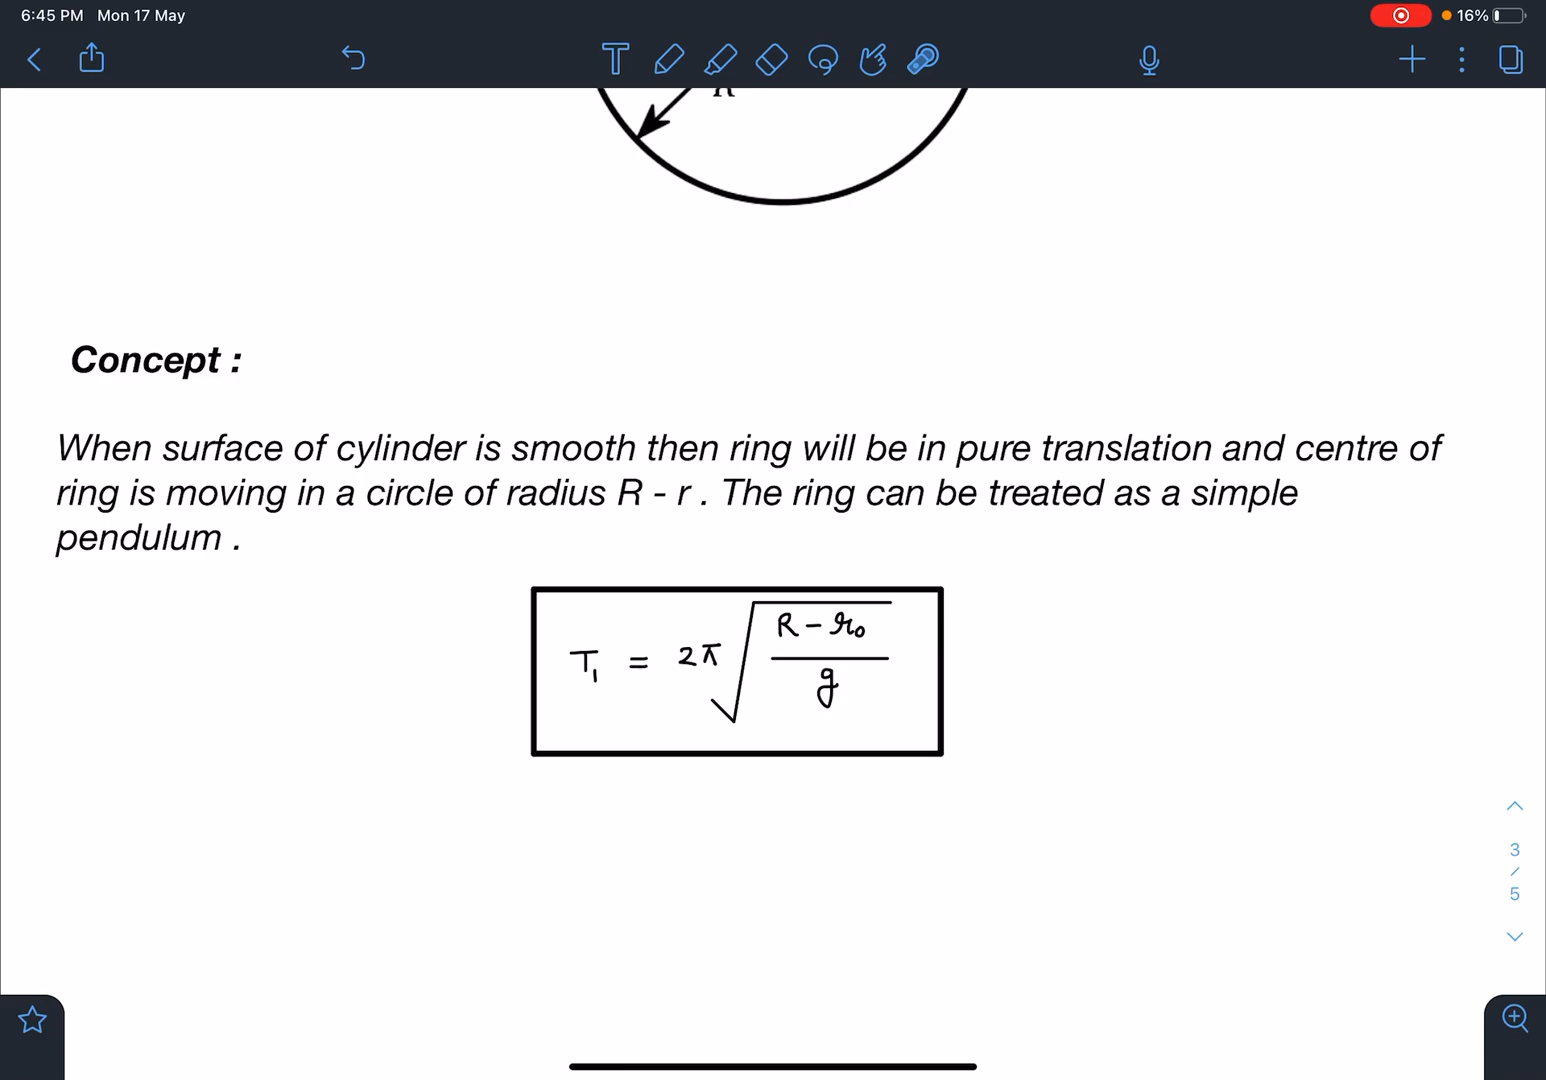 6:45 PM Mon 17 May
16%
Concept :
When surface of cylinder is smooth then ring will be in pure translation and centre of
ring is moving in a circle of radius R - r . The ring can be treated as a simple
pendulum .
T₁ = 2π √((R - r₀)/g)
3
/
5